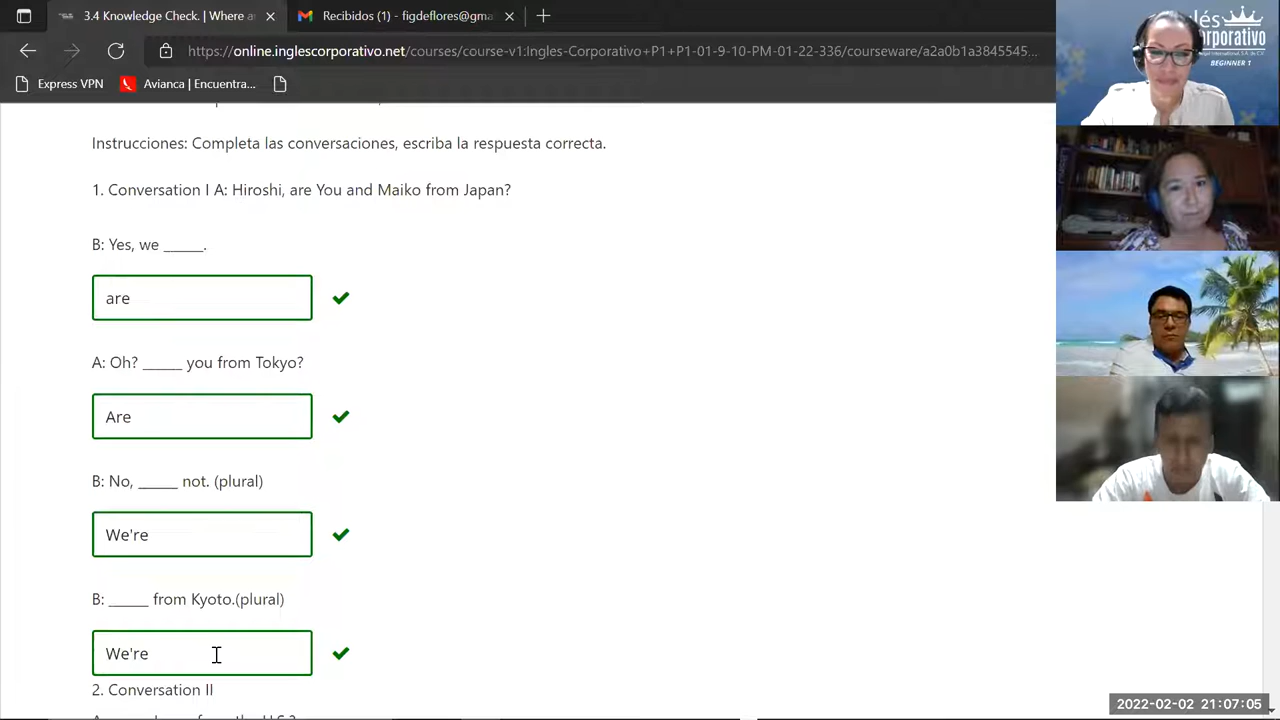 3.4 Knowledge Check. | Where a
Recibidos (1) - figdeflores@gma
https://online.inglescorporativo.net/courses/course-v1:Ingles-Corporativo+P1+P1-01-9-10-PM-01-22-336/courseware/a2a0b1823455455...
Express VPN
Avianca | Encuentra...
Instrucciones: Completa las conversaciones, escriba la respuesta correcta.
1. Conversation I A: Hiroshi, are You and Maiko from Japan?
B: Yes, we _____.
are
A: Oh? _____ you from Tokyo?
Are
B: No, _____ not. (plural)
We're
B: _____ from Kyoto.(plural)
We're
2. Conversation II
BEGINNER 1
2022-02-02 21:07:05